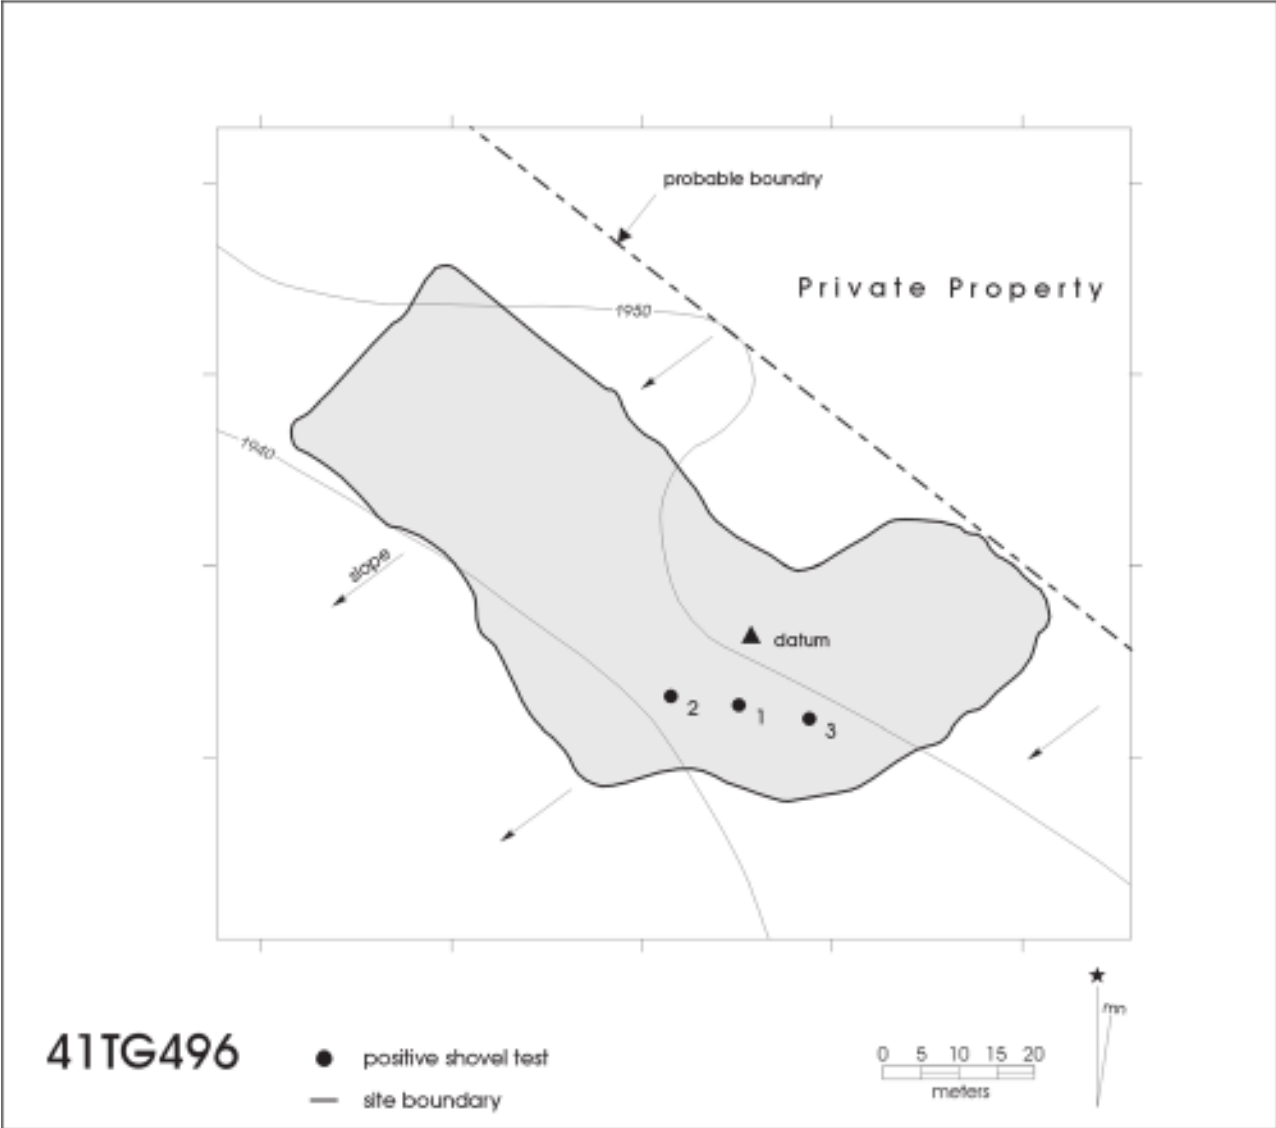 probable boundry
Private Property
1950
1940
slope
datum
2
1
3
mn
41TG496
positive shovel test
site boundary
0 5 10 15 20
meters